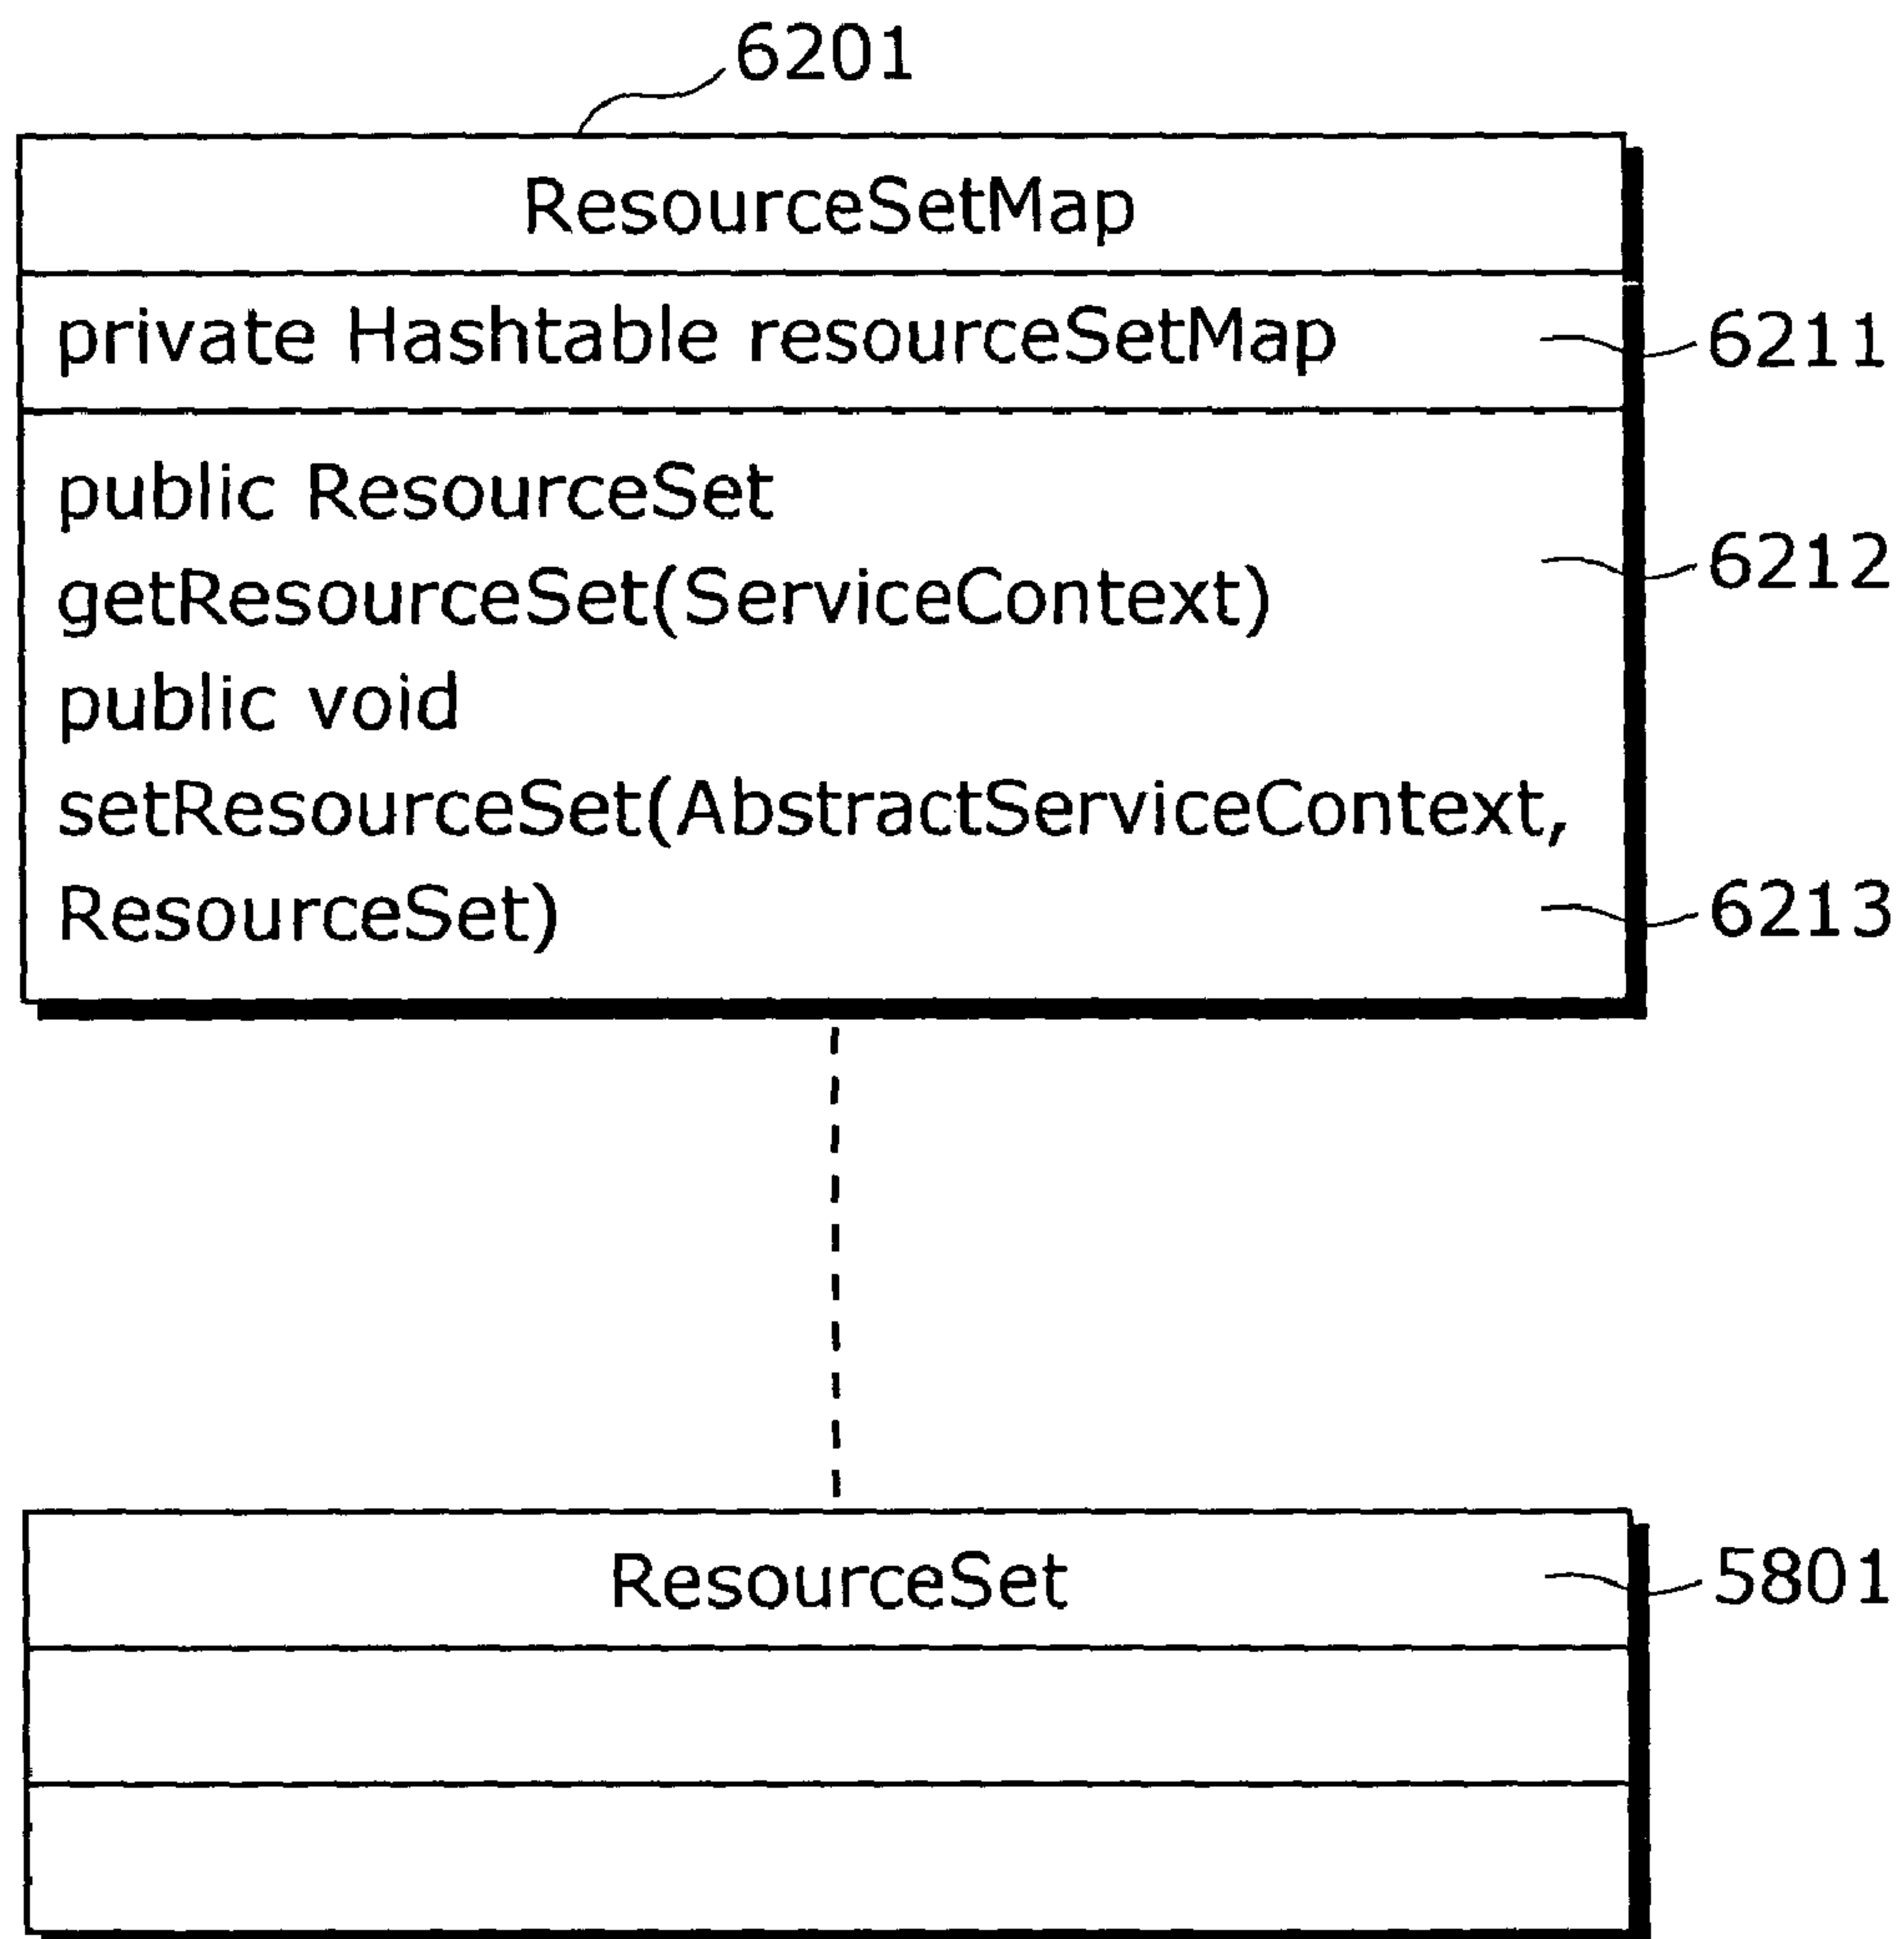 6201
ResourceSetMap
private Hashtable resourceSetMap
6211
public ResourceSet
getResourceSet(ServiceContext)
6212
public void
setResourceSet(AbstractServiceContext,
ResourceSet)
6213
ResourceSet
5801